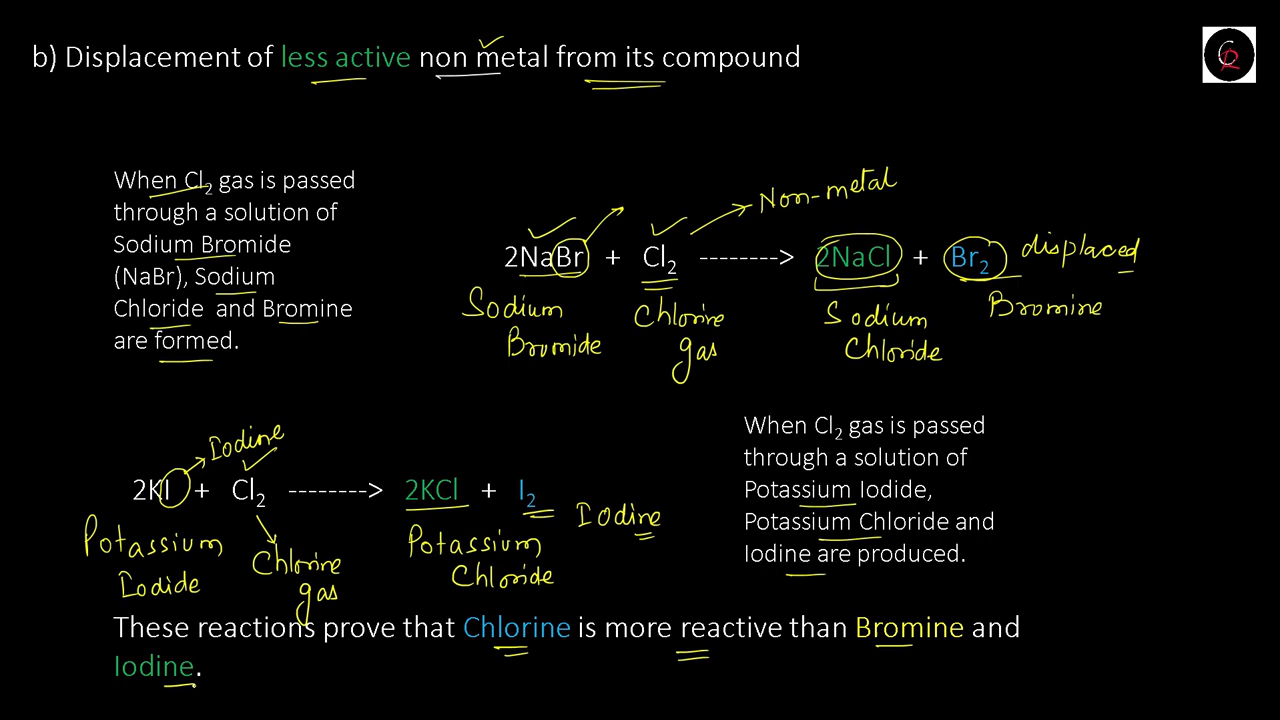 b) Displacement of less active non metal from its compound
When Cl₂ gas is passed
through a solution of
Sodium Bromide
(NaBr), Sodium
Chloride and Bromine
are formed.
Non-metal
2NaBr + Cl₂ --------> 2NaCl + Br₂ displaced
Sodium Bromide
Chlorine gas
Sodium Chloride
Bromine
Iodine
2KI + Cl₂ --------> 2KCl + I₂ Iodine
Potassium Iodide
Chlorine gas
Potassium Chloride
When Cl₂ gas is passed
through a solution of
Potassium Iodide,
Potassium Chloride and
Iodine are produced.
These reactions prove that Chlorine is more reactive than Bromine and
Iodine.